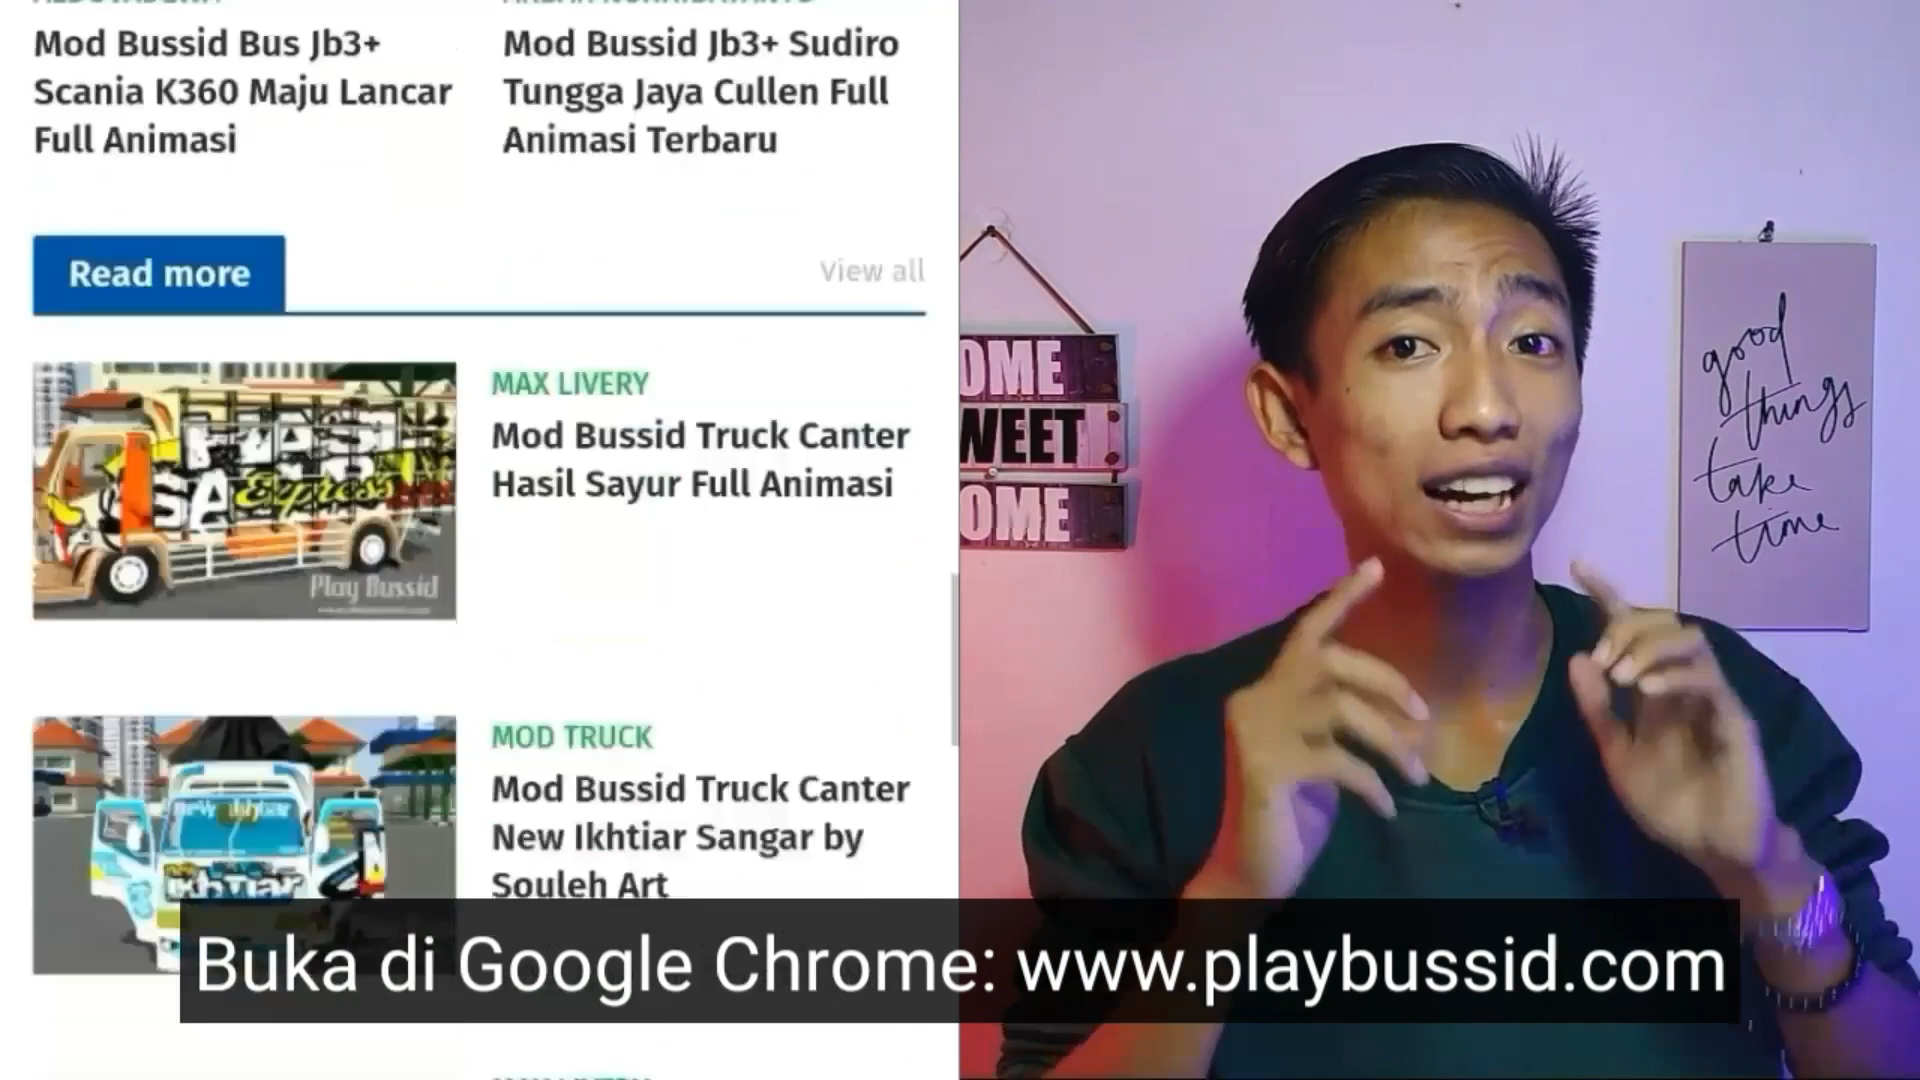 Mod Bussid Bus Jb3+
Scania K360 Maju Lancar
Full Animasi
Mod Bussid Jb3+ Sudiro
Tungga Jaya Cullen Full
Animasi Terbaru
Read more
View all
MAX LIVERY
Mod Bussid Truck Canter
Hasil Sayur Full Animasi
SA Express
Play Bussid
MOD TRUCK
Mod Bussid Truck Canter
New Ikhtiar Sangar by
Souleh Art
ikhtiar
Buka di Google Chrome: www.playbussid.com
OME
WEET
OME
good
things
take
time